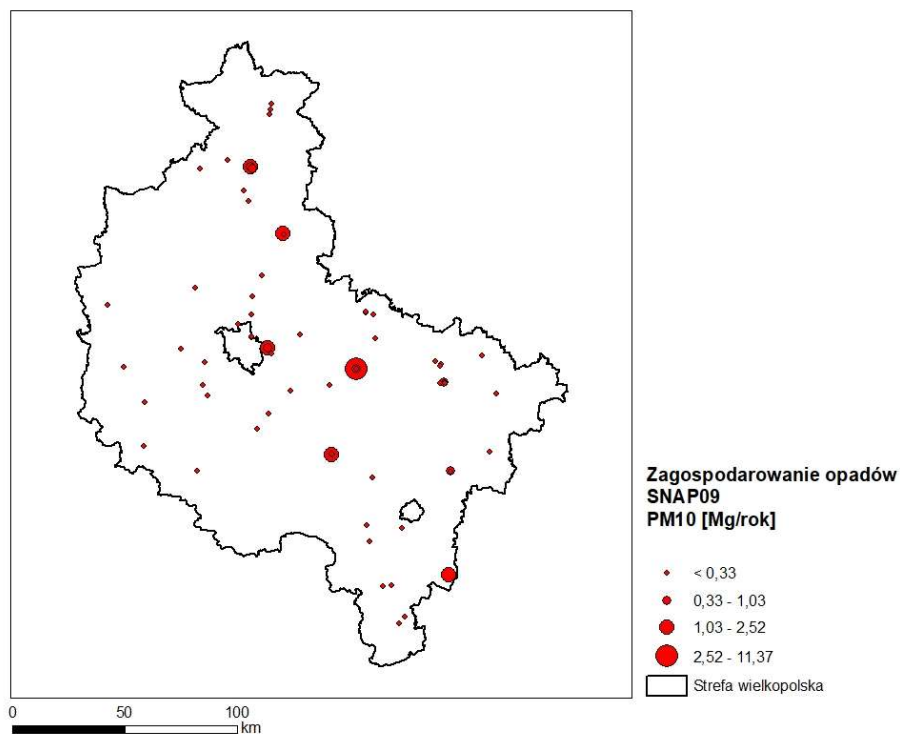 Zagospodarowanie opadów
SNAP09
PM10 [Mg/rok]
< 0,33
0,33 - 1,03
1,03 - 2,52
2,52 - 11,37
Strefa wielkopolska
0 50 100
km